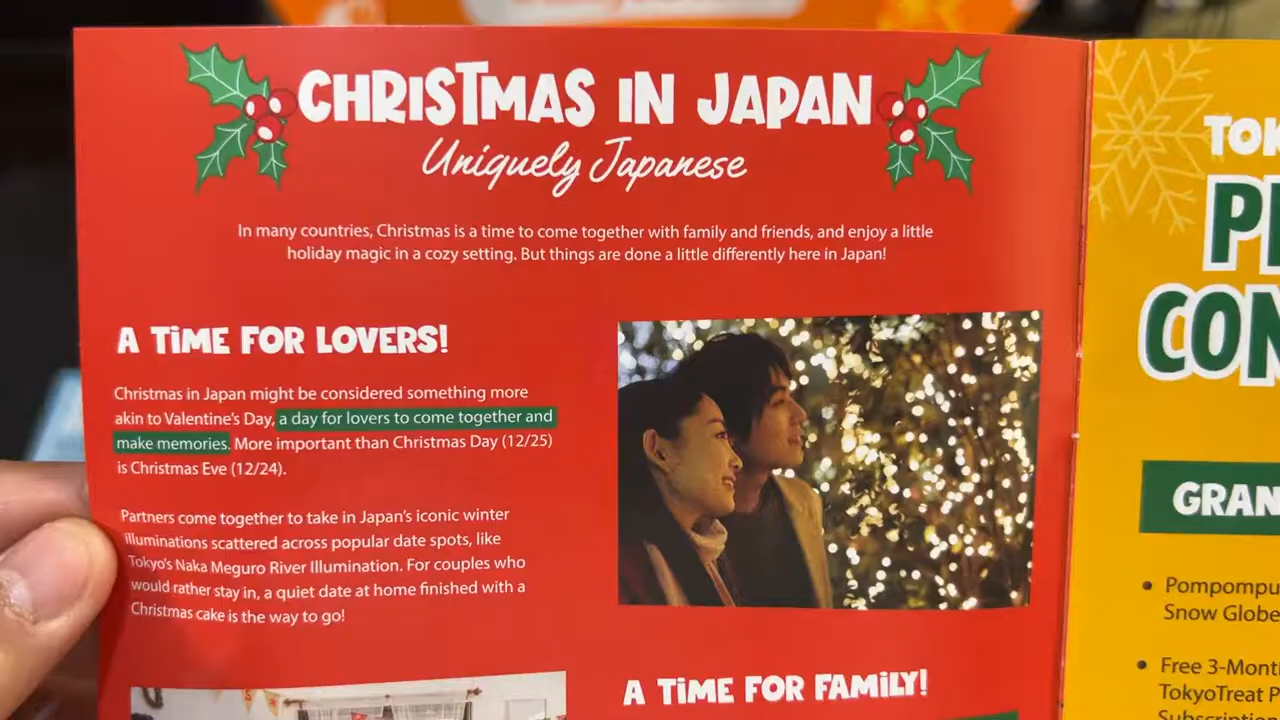 CHRISTMAS IN JAPAN
Uniquely Japanese
In many countries, Christmas is a time to come together with family and friends, and enjoy a little
holiday magic in a cozy setting. But things are done a little differently here in Japan!
A TIME FOR LOVERS!
Christmas in Japan might be considered something more
akin to Valentine's Day, a day for lovers to come together and
make memories. More important than Christmas Day (12/25)
is Christmas Eve (12/24).
Partners come together to take in Japan's iconic winter
illuminations scattered across popular date spots, like
Tokyo's Naka Meguro River Illumination. For couples who
would rather stay in, a quiet date at home finished with a
Christmas cake is the way to go!
A TIME FOR FAMILY!
TOK
P
CON
GRAN
• Pompompu
Snow Globe
• Free 3-Mont
TokyoTreat P
Subscription